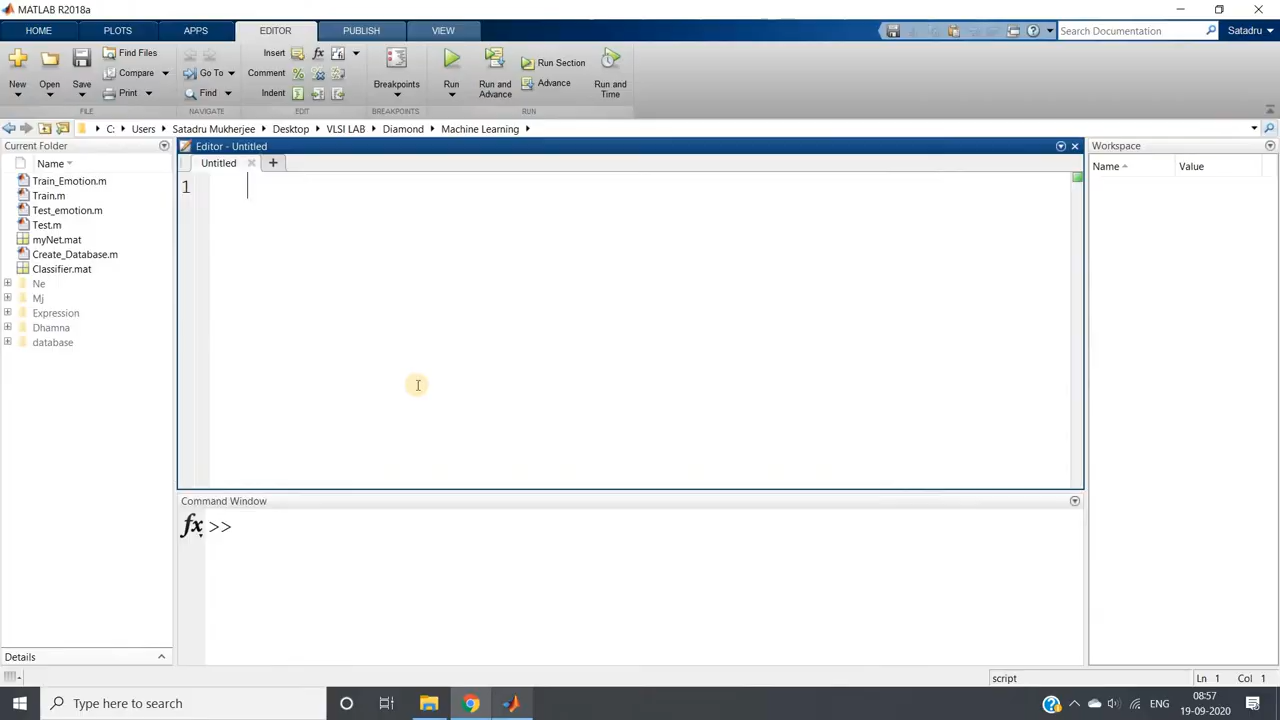 MATLAB R2018a
HOME PLOTS APPS EDITOR PUBLISH VIEW Search Documentation Satadru
New Open Save Find Files Compare Print Go To Find Insert fx Comment % Indent Breakpoints Run Run and Advance Run Section Advance Run and Time
FILE NAVIGATE EDIT BREAKPOINTS RUN
C: Users Satadru Mukherjee Desktop VLSI LAB Diamond Machine Learning
Current Folder
Name
Train_Emotion.m
Train.m
Test_emotion.m
Test.m
myNet.mat
Create_Database.m
Classifier.mat
Ne
Mj
Expression
Dhamna
database
Details
Editor - Untitled
Untitled
1
Command Window
fx >>
Workspace
Name Value
script Ln 1 Col 1
Type here to search
ENG
08:57
19-09-2020